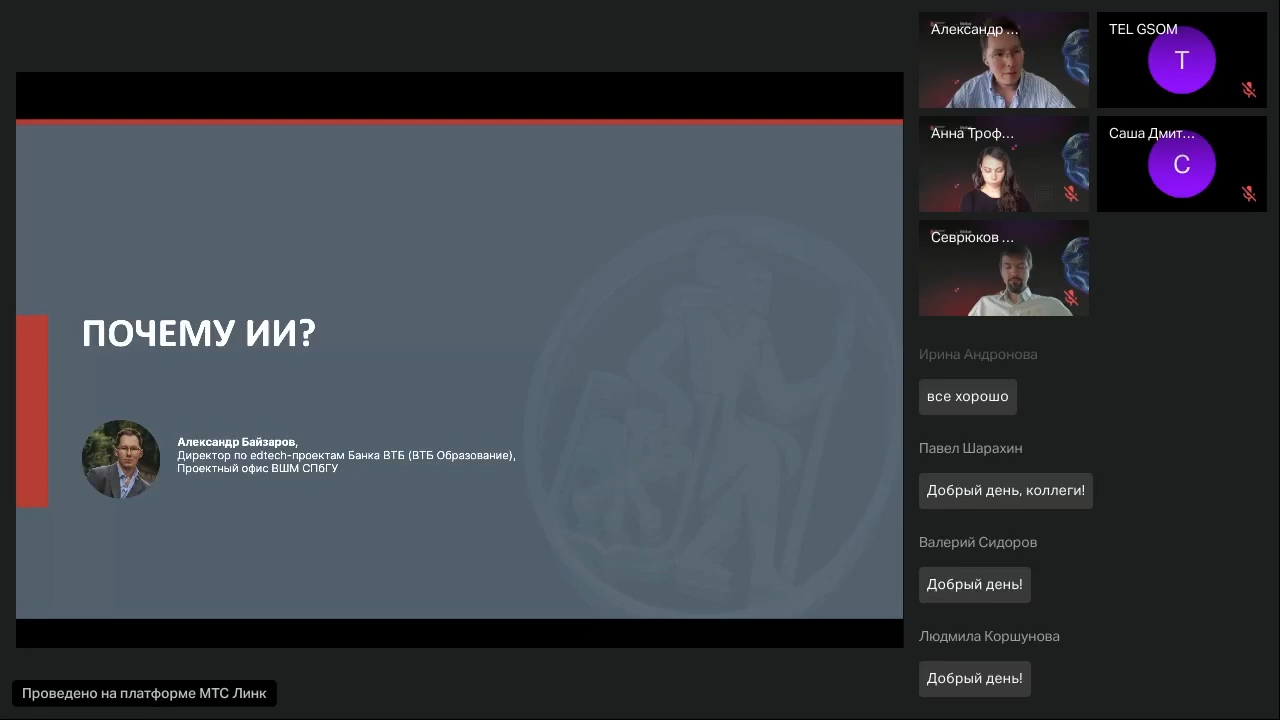 ПОЧЕМУ ИИ?
Александр Байзаров,
Директор по edtech-проектам Банка ВТБ (ВТБ Образование),
Проектный офис ВШМ СПбГУ
Проведено на платформе МТС Линк
Александр ...
TEL GSOM
T
Анна Троф...
Саша Дмит...
С
Севрюков ...
Ирина Андронова
все хорошо
Павел Шарахин
Добрый день, коллеги!
Валерий Сидоров
Добрый день!
Людмила Коршунова
Добрый день!